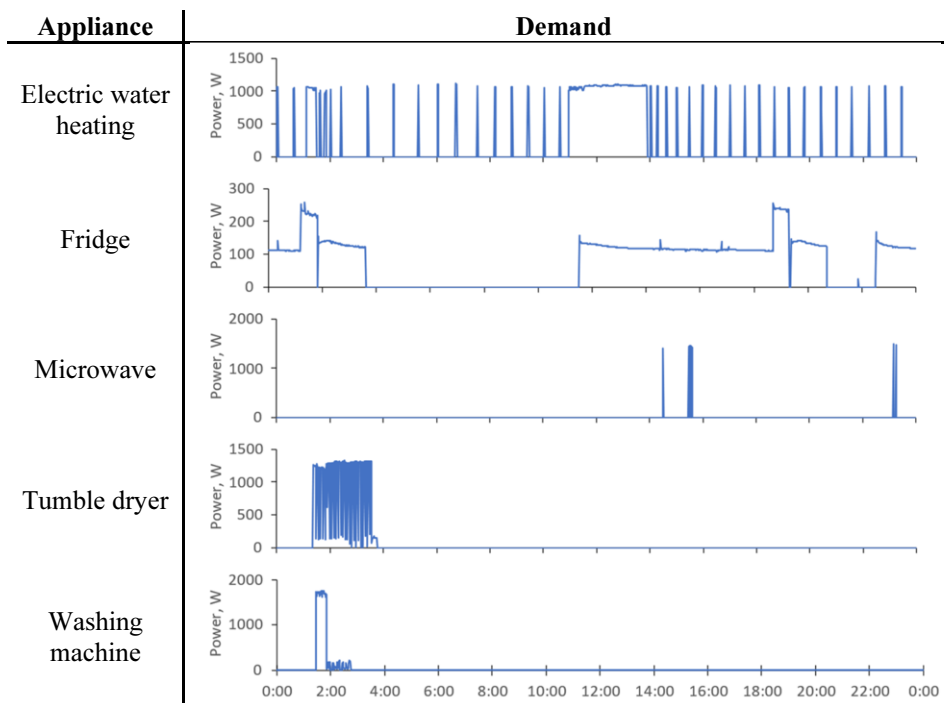 Appliance Demand
Electric water
heating
Power, W
1500
1000
500
0
Fridge
Power, W
300
200
100
0
Microwave
Power, W
2000
1000
0
Tumble dryer
Power, W
1500
1000
500
0
Washing
machine
Power, W
2000
1000
0
0:00 2:00 4:00 6:00 8:00 10:00 12:00 14:00 16:00 18:00 20:00 22:00 0:00